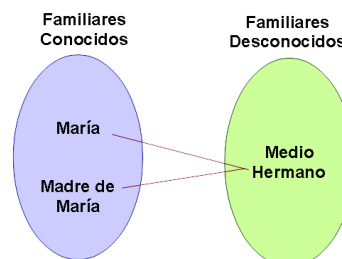 Familiares
Conocidos
Familiares
Desconocidos
María
Madre de
María
Medio
Hermano